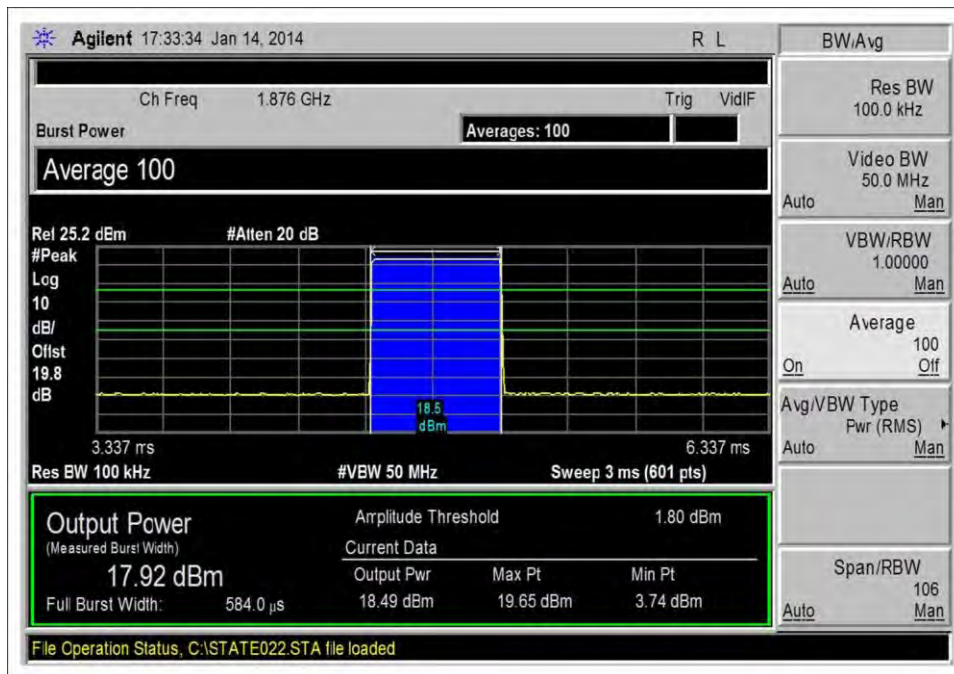 Agilent 17:33:34 Jan 14, 2014 R L
BW/Avg
Ch Freq 1.876 GHz Trig VidIF
Burst Power
Averages: 100
Average 100
Ref 25.2 dBm #Atten 20 dB
#Peak
Log
10
dB/
Offst
19.8
dB
18.5
dBm
3.337 ms 6.337 ms
Res BW 100 kHz #VBW 50 MHz Sweep 3 ms (601 pts)
Output Power
(Measured Burst Width)
17.92 dBm
Full Burst Width: 584.0 µs
Amplitude Threshold 1.80 dBm
Current Data
Output Pwr Max Pt Min Pt
18.49 dBm 19.65 dBm 3.74 dBm
File Operation Status, C:\STATE022.STA file loaded
Res BW
100.0 kHz
Video BW
50.0 MHz
Auto Man
VBW/RBW
1.00000
Auto Man
Average
100
On Off
Avg/VBW Type
Pwr (RMS)
Auto Man
Span/RBW
106
Auto Man